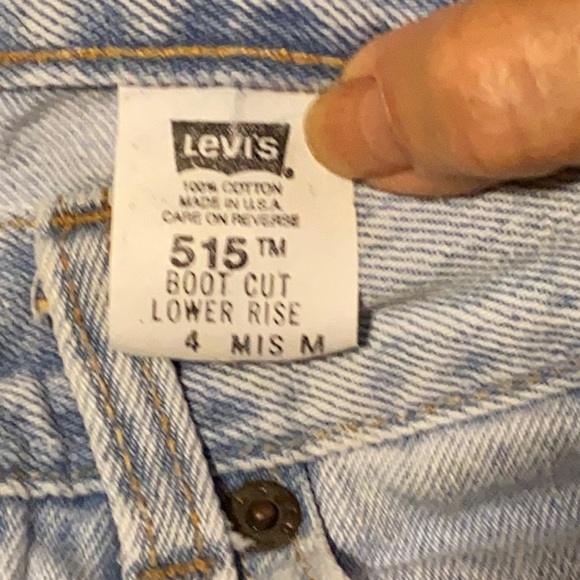 Levi's®
100% COTTON
MADE IN U.S.A.
CARE ON REVERSE
515™
BOOT CUT
LOWER RISE
4 MIS M